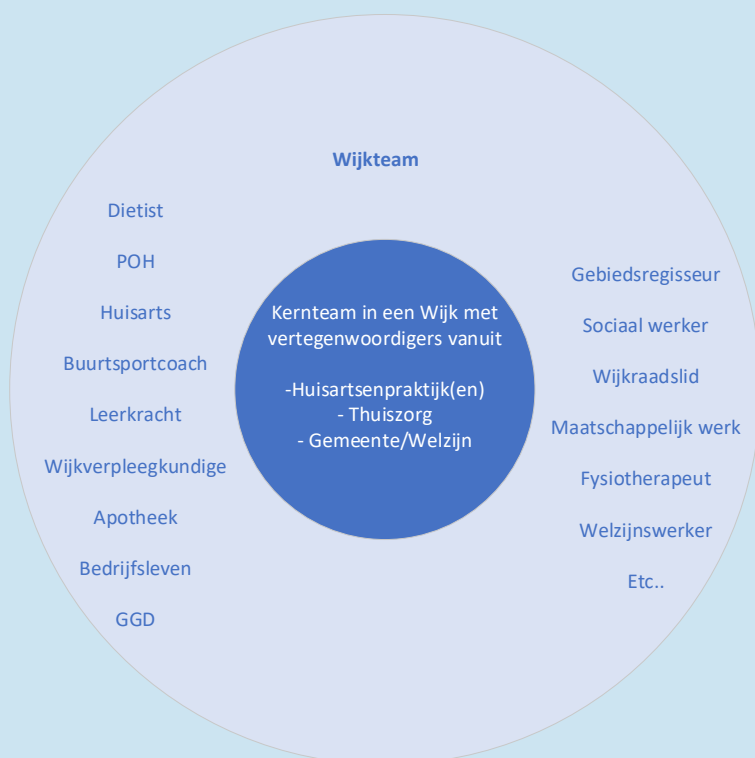 Wijkteam
Dietist
POH
Huisarts
Buurtsportcoach
Leerkracht
Wijkverpleegkundige
Apotheek
Bedrijfsleven
GGD
Kernteam in een Wijk met
vertegenwoordigers vanuit
-Huisartsenpraktijk(en)
- Thuiszorg
- Gemeente/Welzijn
Gebiedsregisseur
Sociaal werker
Wijkraadslid
Maatschappelijk werk
Fysiotherapeut
Welzijnswerker
Etc..